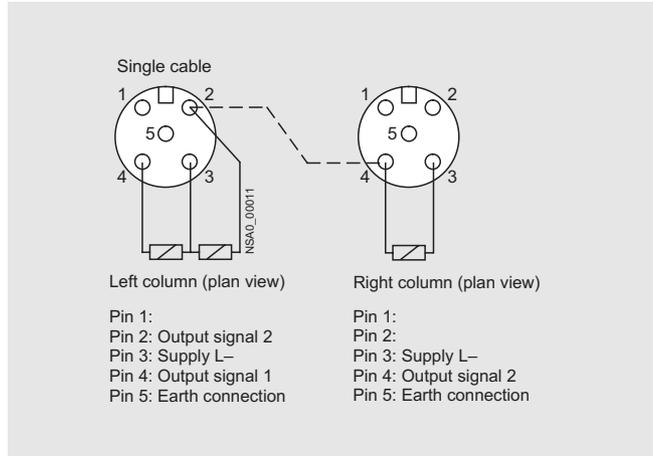 Single cable
1 2
5
4 3
1 2
5
4 3
NSA0_00011
Left column (plan view)
Pin 1:
Pin 2: Output signal 2
Pin 3: Supply L–
Pin 4: Output signal 1
Pin 5: Earth connection
Right column (plan view)
Pin 1:
Pin 2:
Pin 3: Supply L–
Pin 4: Output signal 2
Pin 5: Earth connection